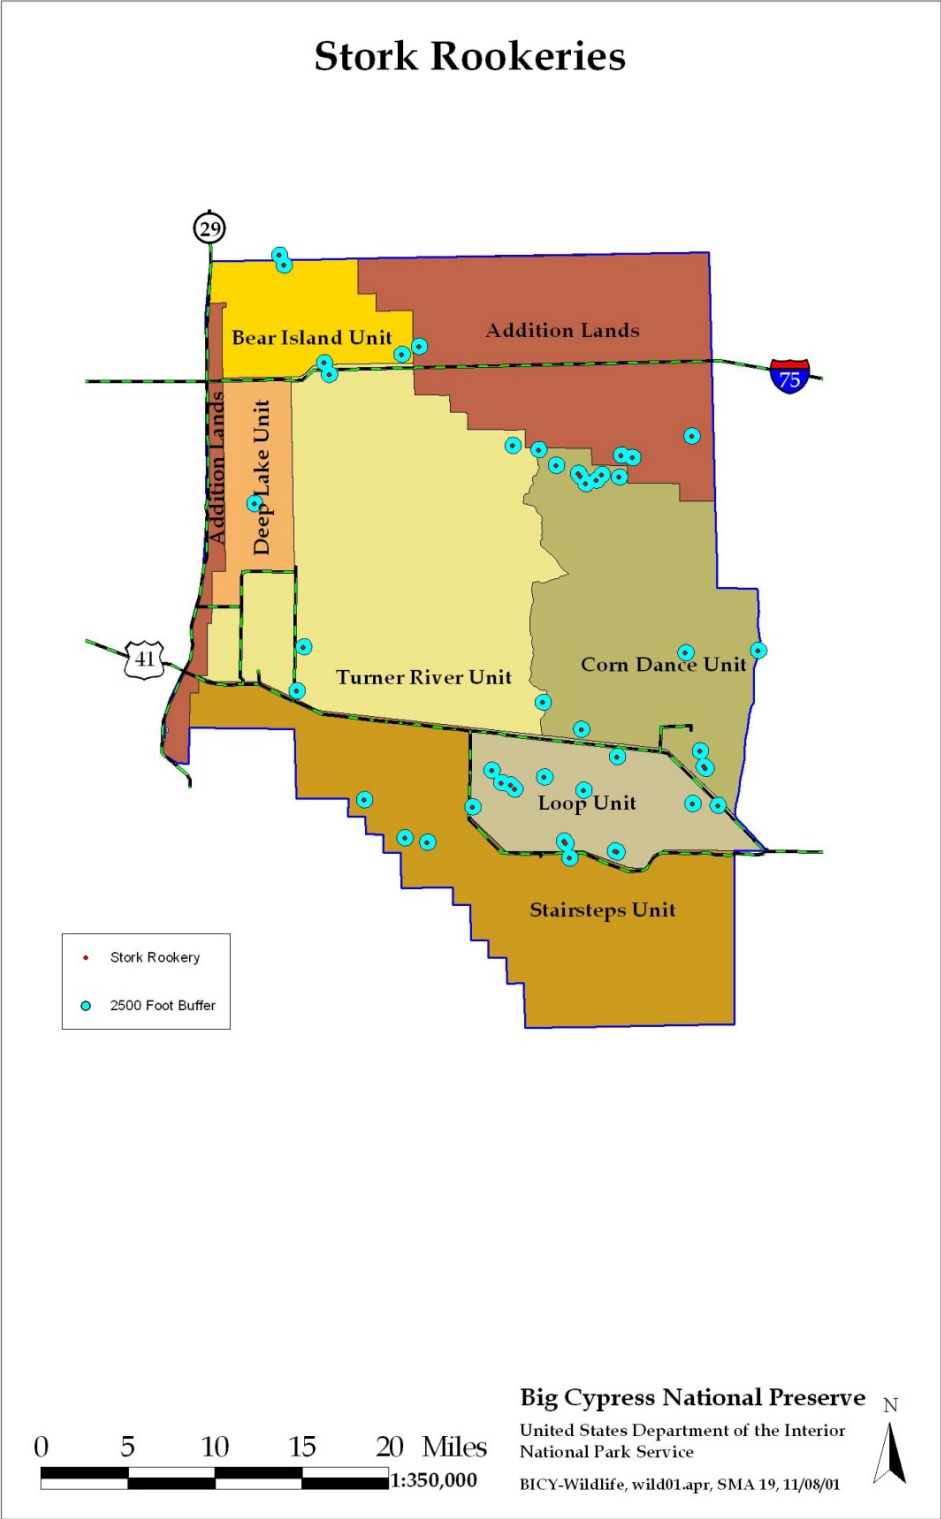 Stork Rookeries
29
Bear Island Unit
Addition Lands
75
Addition Lands
Deep Lake Unit
41
Turner River Unit
Corn Dance Unit
Loop Unit
Stairsteps Unit
Stork Rookery
2500 Foot Buffer
Big Cypress National Preserve
N
United States Department of the Interior
National Park Service
BICY-Wildlife, wild01.apr, SMA 19, 11/08/01
0 5 10 15 20 Miles
1:350,000